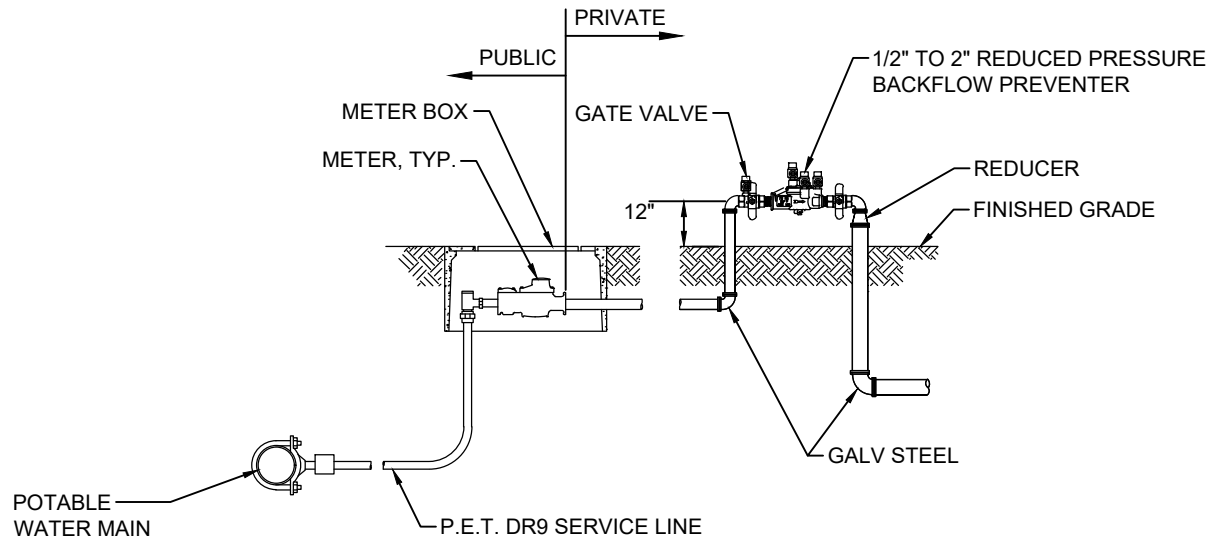 PRIVATE
PUBLIC
1/2" TO 2" REDUCED PRESSURE
BACKFLOW PREVENTER
METER BOX
GATE VALVE
METER, TYP.
REDUCER
12"
FINISHED GRADE
GALV STEEL
POTABLE
WATER MAIN
P.E.T. DR9 SERVICE LINE